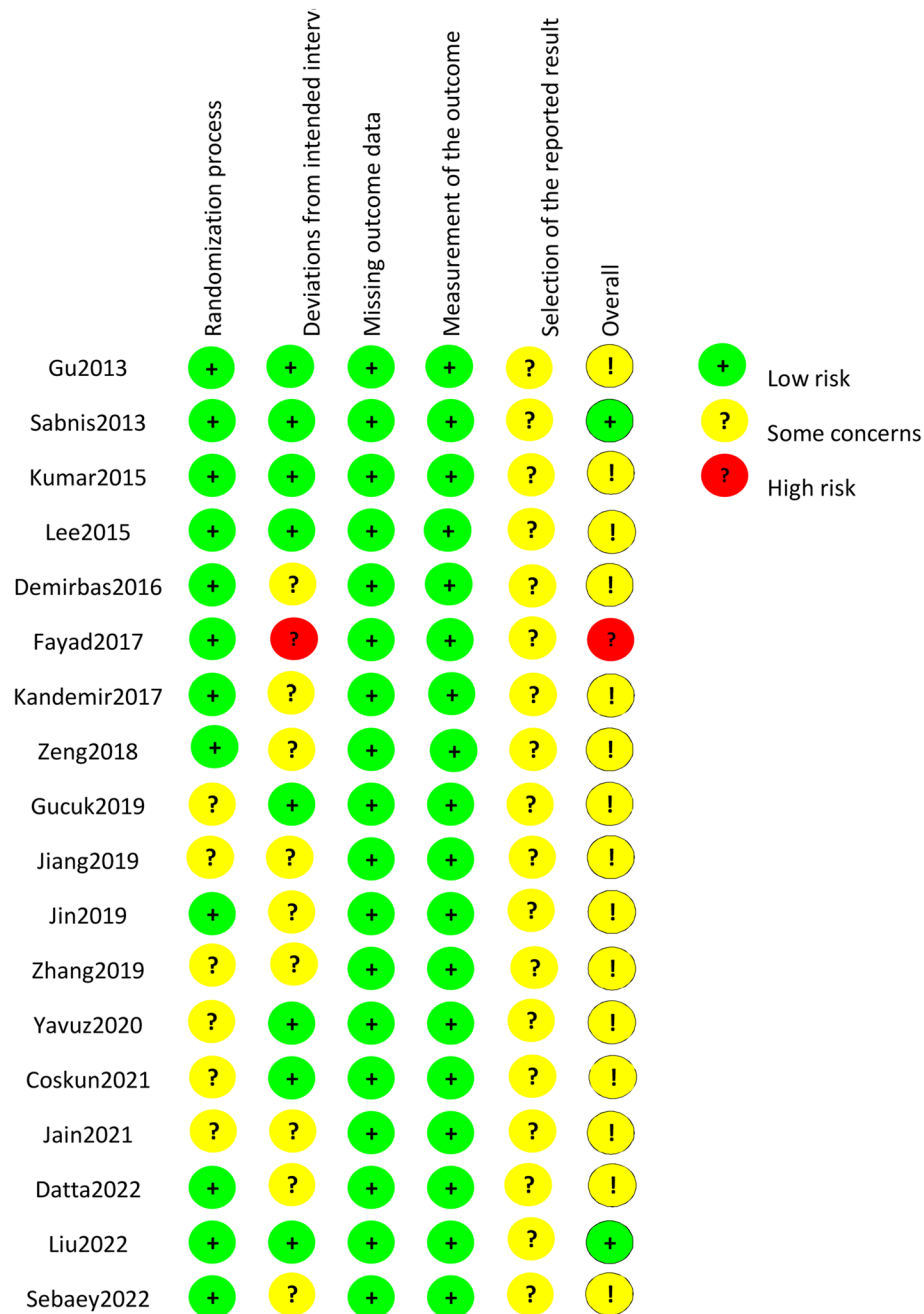 Randomization process
Deviations from intended interv
Missing outcome data
Measurement of the outcome
Selection of the reported result
Overall
Gu2013 + + + + ? !
Sabnis2013 + + + + ? +
Kumar2015 + + + + ? !
Lee2015 + + + + ? !
Demirbas2016 + ? + + ? !
Fayad2017 + ? + + ? ?
Kandemir2017 + ? + + ? !
Zeng2018 + ? + + ? !
Gucuk2019 ? + + + ? !
Jiang2019 ? ? + + ? !
Jin2019 + ? + + ? !
Zhang2019 ? ? + + ? !
Yavuz2020 ? + + + ? !
Coskun2021 ? + + + ? !
Jain2021 ? ? + + ? !
Datta2022 + ? + + ? !
Liu2022 + + + + ? +
Sebaey2022 + ? + + ? !
+ Low risk
? Some concerns
? High risk